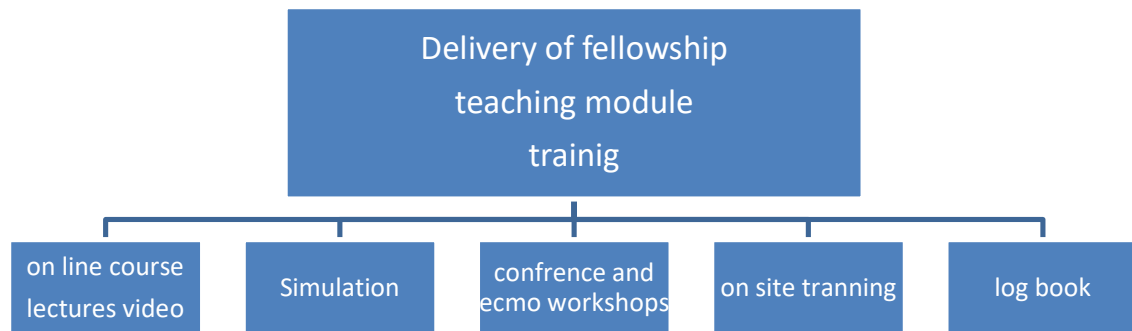 Delivery of fellowship
teaching module
trainig
on line course
lectures video
Simulation
confrence and
ecmo workshops
on site tranning
log book